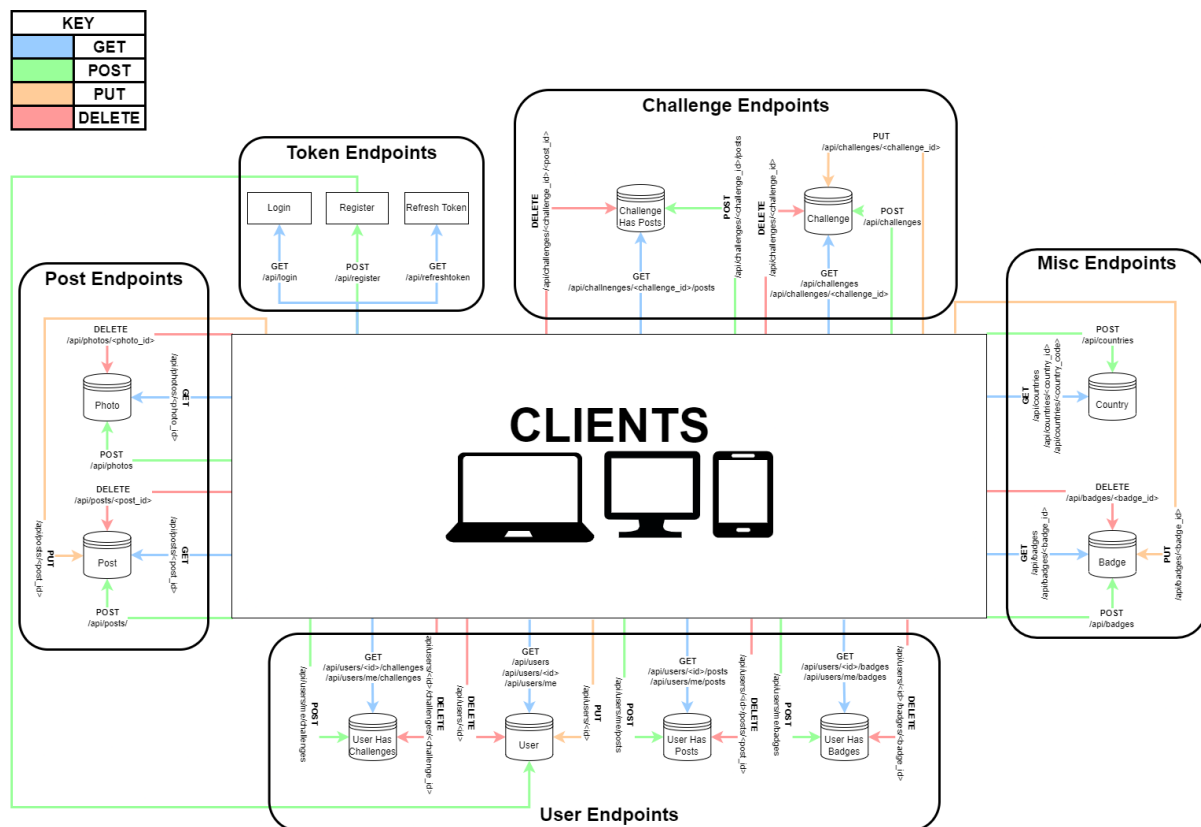 KEY
GET
POST
PUT
DELETE
Challenge Endpoints
DELETE
/api/challenges/<challenge_id>/<post_id>
Challenge
Has Posts
POST
/api/challenges/<challenge_id>/posts
GET
/api/challnenges/<challenge_id>/posts
DELETE
/api/challenges/<challenge_id>
PUT
/api/challenges/<challenge_id>
Challenge
POST
/api/challenges
GET
/api/challenges
/api/challenges/<challenge_id>
Token Endpoints
Login
Register
Refresh Token
GET
/api/login
POST
/api/register
GET
/api/refreshtoken
Post Endpoints
DELETE
/api/photos/<photo_id>
Photo
GET
/api/photos/<photo_id>
POST
/api/photos
DELETE
/api/posts/<post_id>
PUT
/api/posts/<post_id>
Post
GET
/api/posts/<post_id>
POST
/api/posts/
CLIENTS
Misc Endpoints
POST
/api/countries
GET
/api/countries
/api/countries/<country_id>
/api/countries/<country_code>
Country
DELETE
/api/badges/<badge_id>
GET
/api/badges
/api/badges/<badge_id>
Badge
PUT
/api/badges/<badge_id>
POST
/api/badges
POST
/api/users/me/challenges
GET
/api/users/<id>/challenges
/api/users/me/challenges
User Has
Challenges
DELETE
/api/users/<id>/challenges/<challenge_id>
DELETE
/api/users/<id>
GET
/api/users
/api/users/<id>
/api/users/me
User
PUT
/api/users/<id>
POST
/api/users/me/posts
GET
/api/users/<id>/posts
/api/users/me/posts
User Has
Posts
DELETE
/api/users/<id>/posts/<post_id>
POST
/api/users/me/badges
GET
/api/users/<id>/badges
/api/users/me/badges
User Has
Badges
DELETE
/api/users/<id>/badges/<badge_id>
User Endpoints